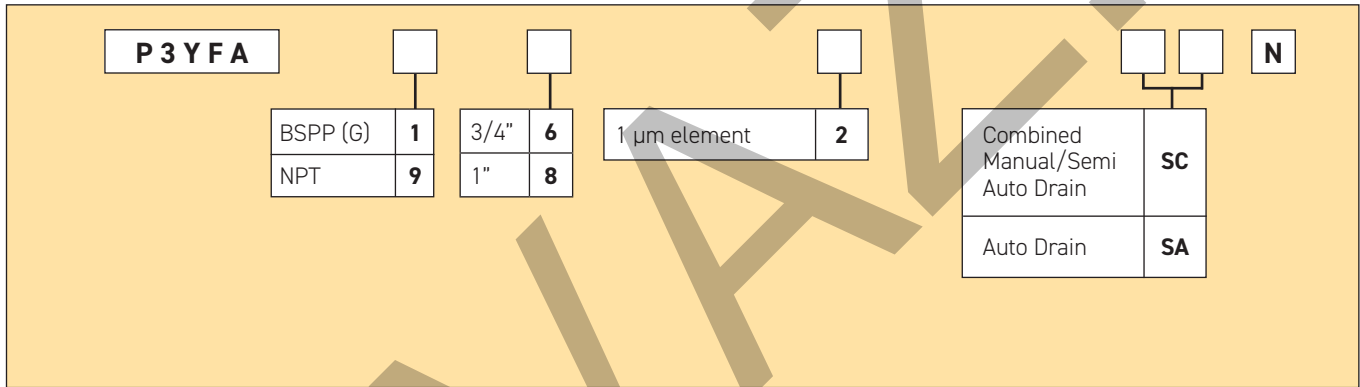 P3YFA N
BSPP (G) 1 3/4" 6 1 µm element 2 Combined
Manual/Semi SC
Auto Drain
NPT 9 1" 8
Auto Drain SA